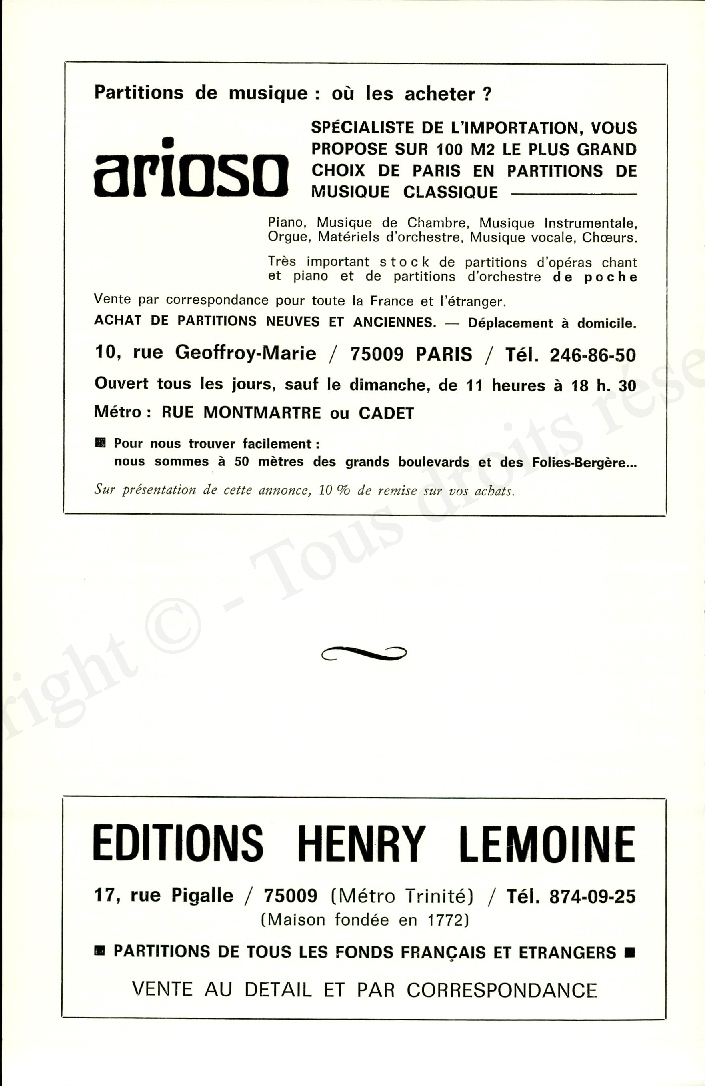 Partitions de musique : où les acheter ?
arioso
SPÉCIALISTE DE L'IMPORTATION, VOUS
PROPOSE SUR 100 M2 LE PLUS GRAND
CHOIX DE PARIS EN PARTITIONS DE
MUSIQUE CLASSIQUE
Piano, Musique de Chambre, Musique Instrumentale,
Orgue, Matériels d'orchestre, Musique vocale, Chœurs.
Très important stock de partitions d'opéras chant
et piano et de partitions d'orchestre de poche
Vente par correspondance pour toute la France et l'étranger.
ACHAT DE PARTITIONS NEUVES ET ANCIENNES. — Déplacement à domicile.
10, rue Geoffroy-Marie / 75009 PARIS / Tél. 246-86-50
Ouvert tous les jours, sauf le dimanche, de 11 heures à 18 h. 30
Métro : RUE MONTMARTRE ou CADET
■ Pour nous trouver facilement :
nous sommes à 50 mètres des grands boulevards et des Folies-Bergère...
Sur présentation de cette annonce, 10 % de remise sur vos achats.
right © - Tous droits rése
EDITIONS HENRY LEMOINE
17, rue Pigalle / 75009 (Métro Trinité) / Tél. 874-09-25
(Maison fondée en 1772)
■ PARTITIONS DE TOUS LES FONDS FRANÇAIS ET ETRANGERS ■
VENTE AU DETAIL ET PAR CORRESPONDANCE